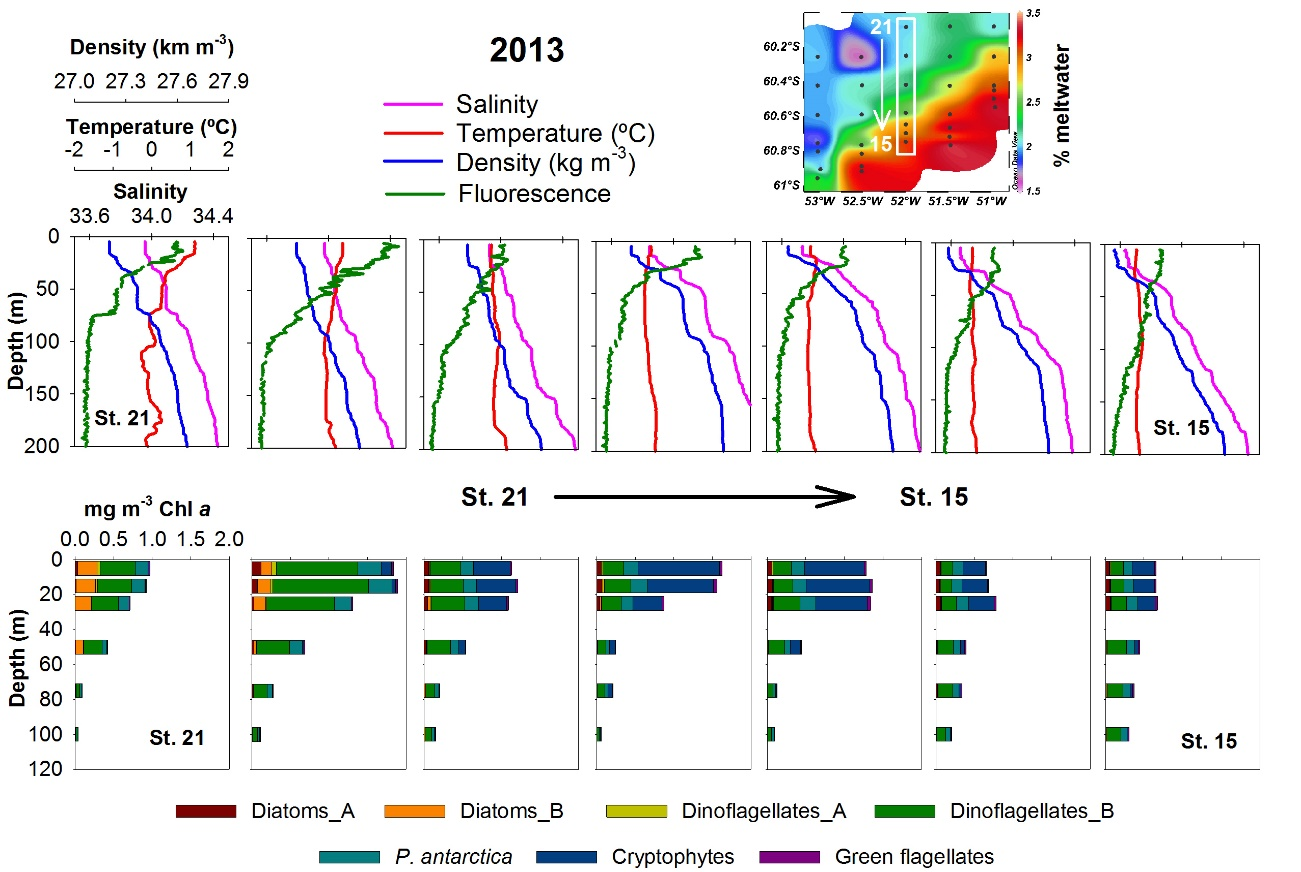 Density (km m-3)
27.0 27.3 27.6 27.9
Temperature (ºC)
-2 -1 0 1 2
Salinity
33.6 34.0 34.4
2013
Salinity
Temperature (ºC)
Density (kg m-3)
Fluorescence
60.2°S
60.4°S
60.6°S
60.8°S
61°S
21
15
53°W 52.5°W 52°W 51.5°W 51°W
Ocean Data View
3.5
3
2.5
2
1.5
% meltwater
Depth (m)
0
50
100
150
200
St. 21
St. 15
St. 21 St. 15
mg m-3 Chl a
0.0 0.5 1.0 1.5 2.0
Depth (m)
0
20
40
60
80
100
120
St. 21
St. 15
Diatoms_A Diatoms_B Dinoflagellates_A Dinoflagellates_B
P. antarctica Cryptophytes Green flagellates